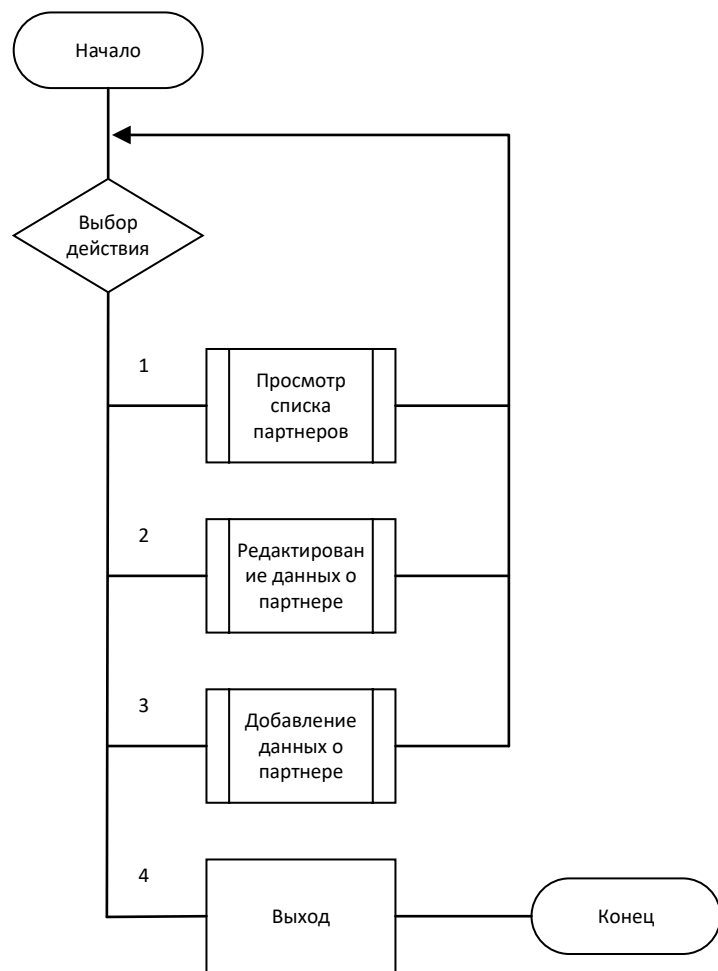 Начало
Выбор
действия
1
Просмотр
списка
партнеров
2
Редактирован
ие данных о
партнере
3
Добавление
данных о
партнере
4
Выход
Конец